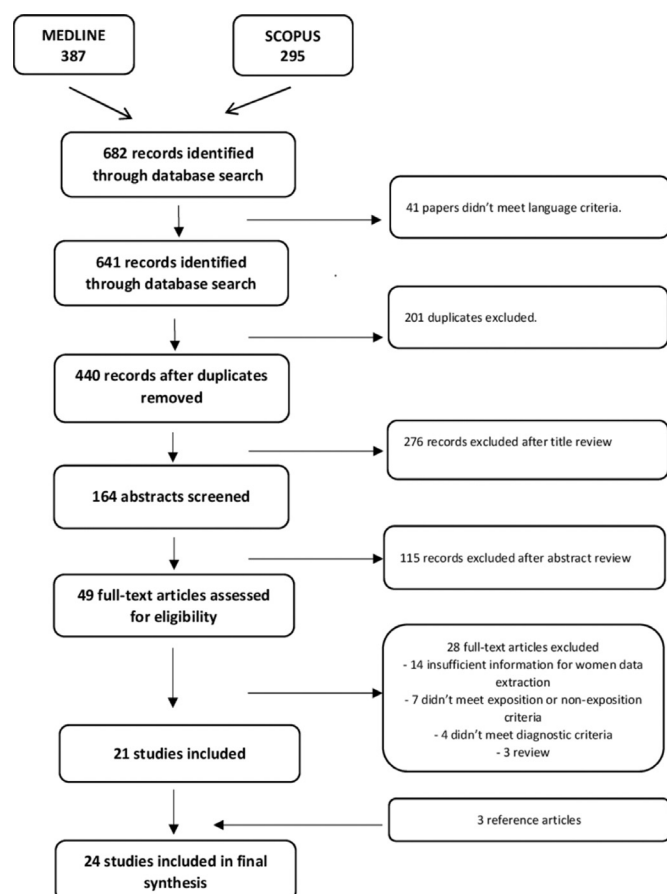 MEDLINE
387
SCOPUS
295
682 records identified
through database search
41 papers didn't meet language criteria.
641 records identified
through database search
201 duplicates excluded.
440 records after duplicates
removed
276 records excluded after title review
164 abstracts screened
115 records excluded after abstract review
49 full-text articles assessed
for eligibility
28 full-text articles excluded
- 14 insufficient information for women data
extraction
- 7 didn't meet exposition or non-exposition
criteria
- 4 didn't meet diagnostic criteria
- 3 review
21 studies included
3 reference articles
24 studies included in final
synthesis